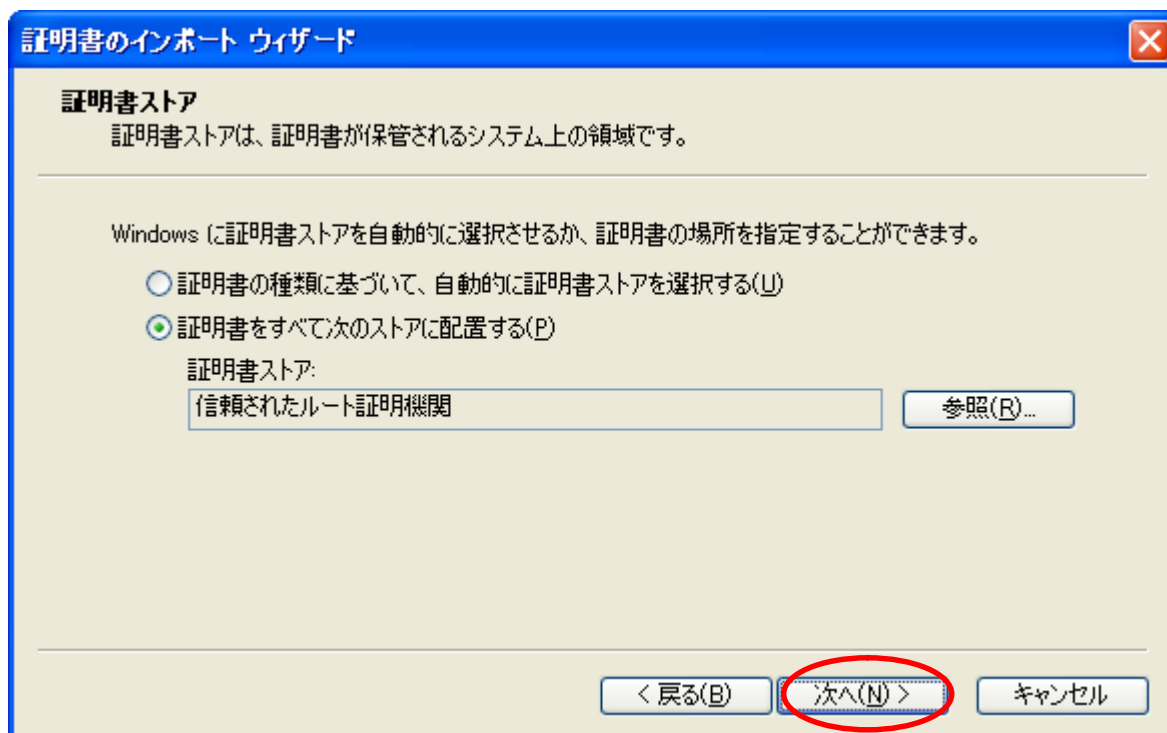 証明書のインポート ウィザード
証明書ストア
証明書ストアは、証明書が保管されるシステム上の領域です。
Windows に証明書ストアを自動的に選択させるか、証明書の場所を指定することができます。
証明書の種類に基づいて、自動的に証明書ストアを選択する(U)
証明書をすべて次のストアに配置する(P)
証明書ストア:
信頼されたルート証明機関
参照(R)...
< 戻る(B)
次へ(N) >
キャンセル